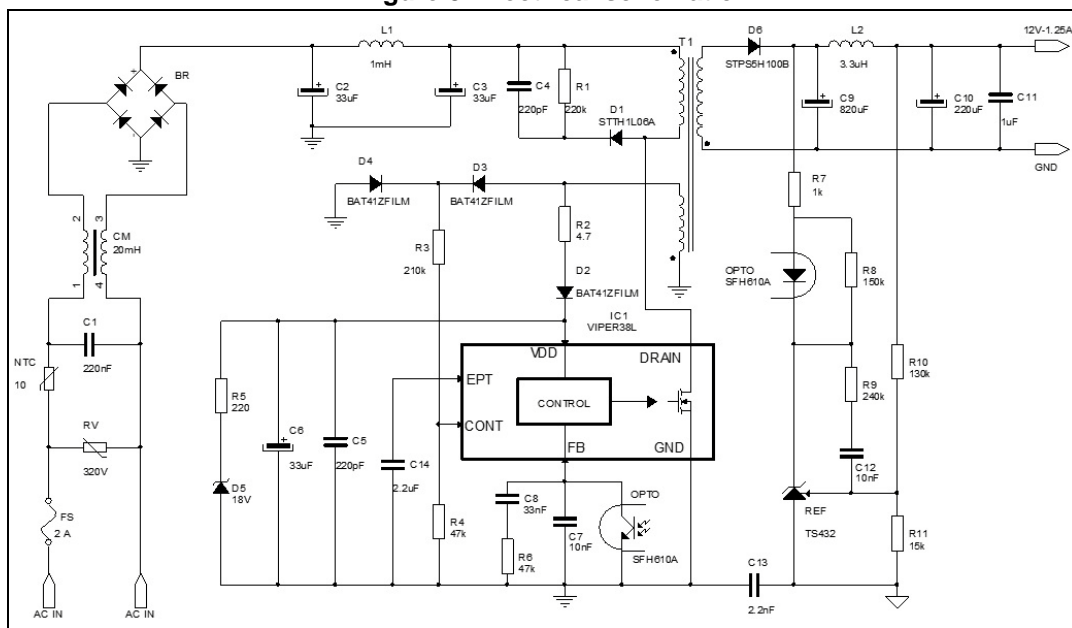 BR
L1
1mH
C2
33uF
C3
33uF
C4
220pF
R1
220k
D1
STTH1L06A
T1
D6
STPS5H100B
L2
3.3uH
12V-1.25A
C9
820uF
C10
220uF
C11
1uF
GND
D4
BAT41ZFILM
D3
BAT41ZFILM
R2
4.7
R3
210k
D2
BAT41ZFILM
R7
1k
OPTO
SFH610A
R8
150k
2
3
CM
20mH
1
4
C1
220nF
NTC
10
RV
320V
FS
2 A
AC IN
AC IN
IC1
VIPER38L
VDD
DRAIN
EPT
CONTROL
CONT
FB
GND
R5
220
D5
18V
C6
33uF
C5
220pF
C14
2.2uF
R4
47k
C8
33nF
R6
47k
C7
10nF
OPTO
SFH610A
R9
240k
R10
130k
C12
10nF
REF
TS432
R11
15k
C13
2.2nF